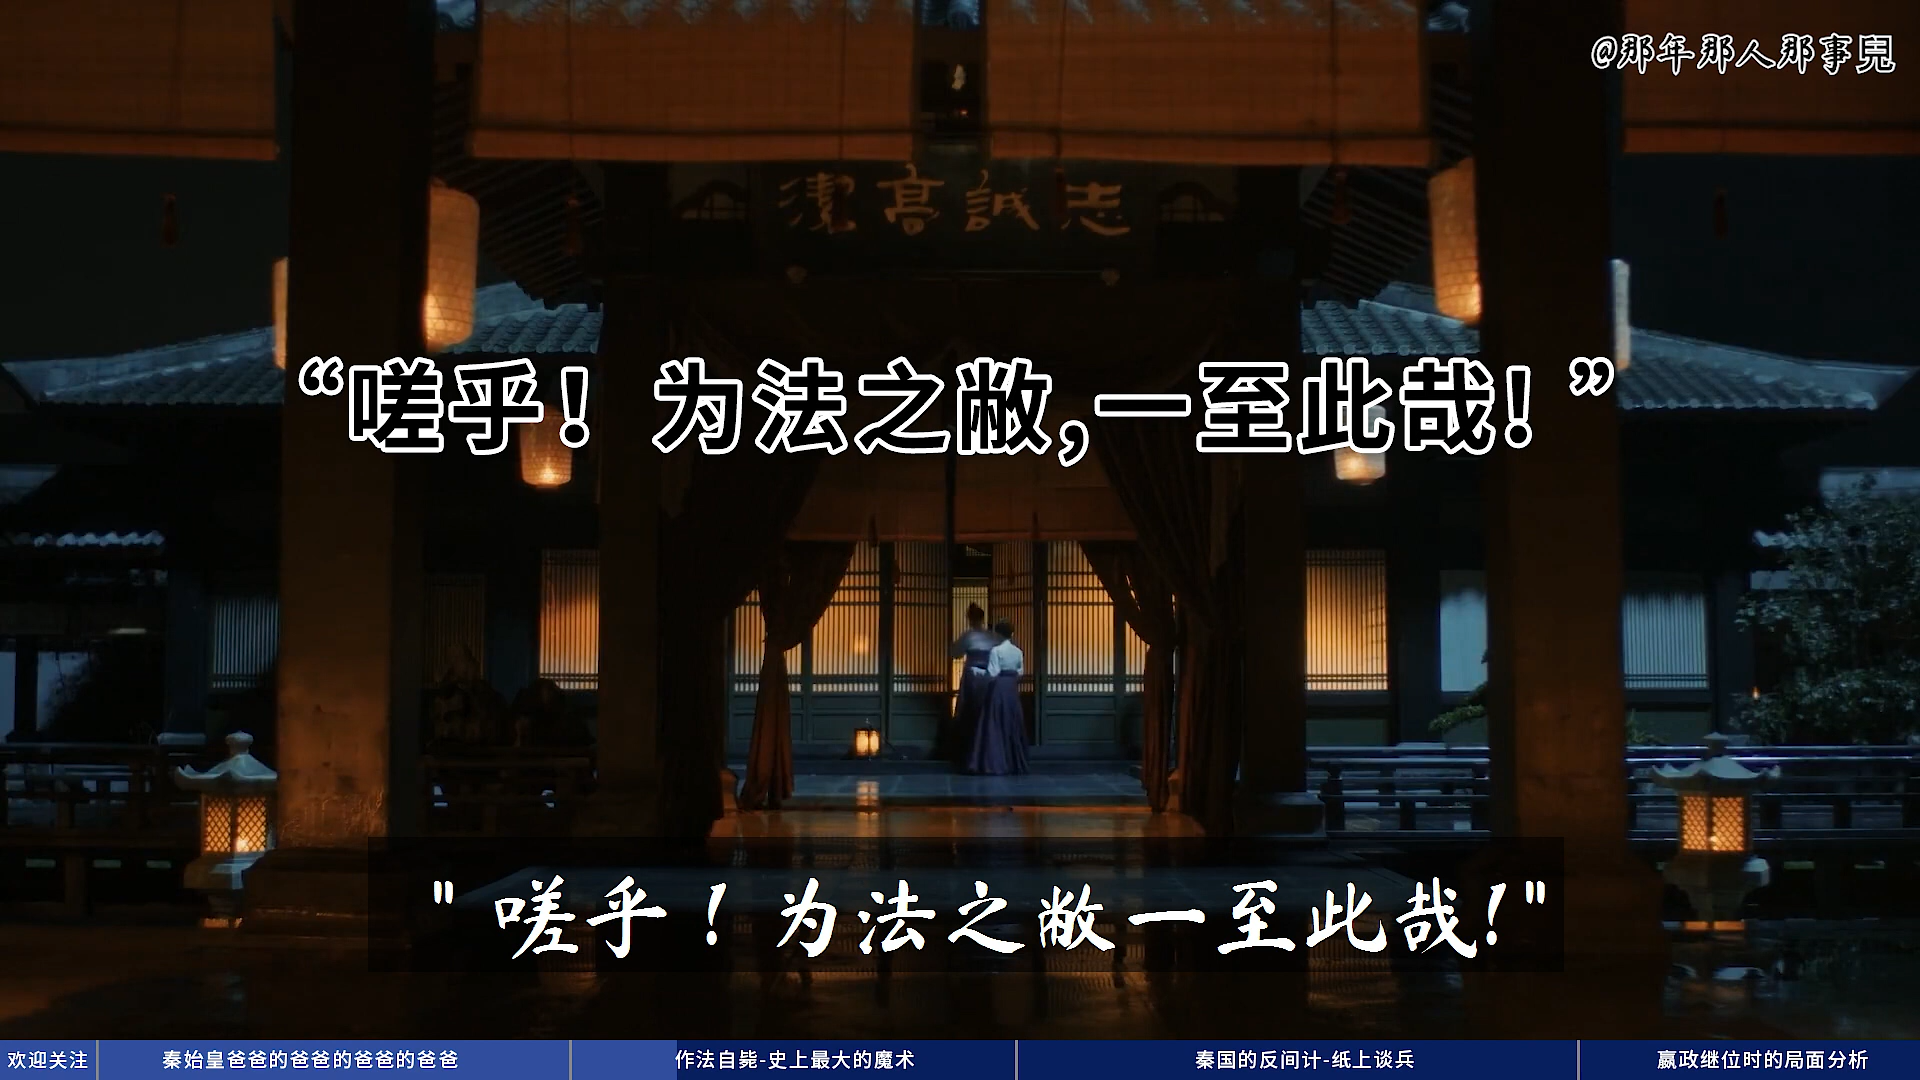 @那年那人那事兒
潔高誠志
“嗟乎！为法之敝,一至此哉！”
"嗟乎！为法之敝一至此哉!"
欢迎关注
秦始皇爸爸的爸爸的爸爸的爸爸
作法自毙-史上最大的魔术
秦国的反间计-纸上谈兵
嬴政继位时的局面分析